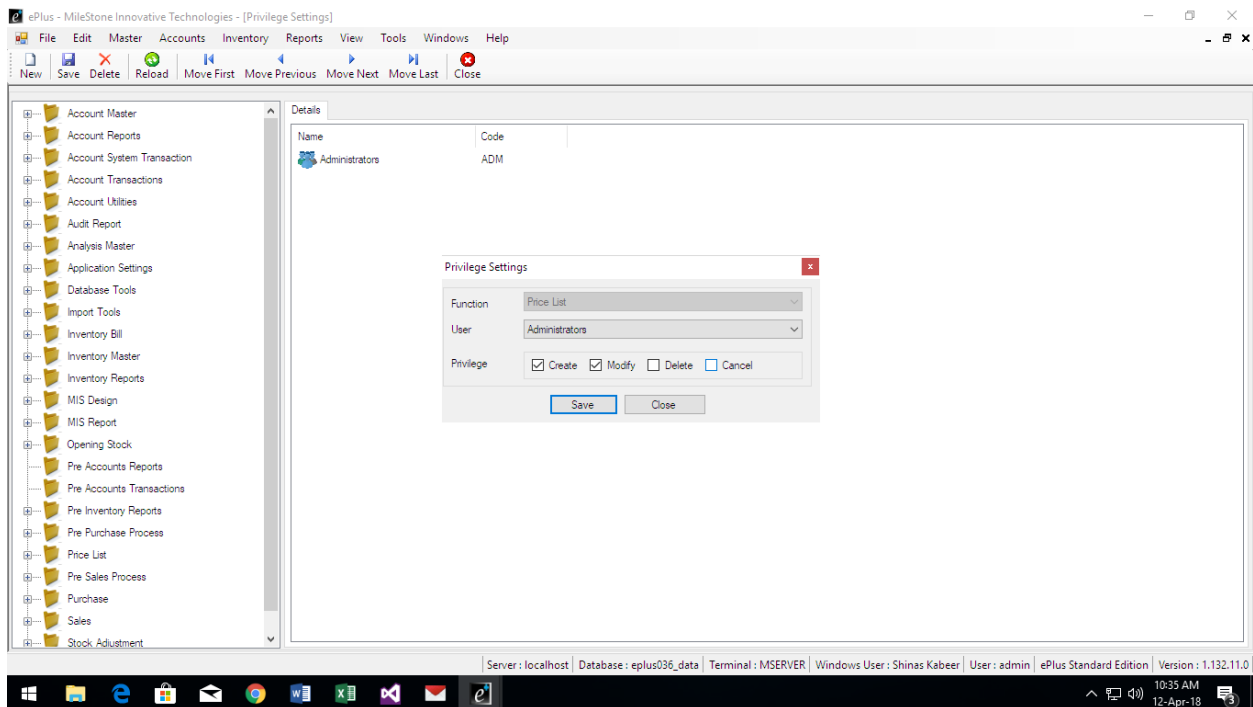 ePlus - MileStone Innovative Technologies - [Privilege Settings]
File Edit Master Accounts Inventory Reports View Tools Windows Help
New Save Delete Reload Move First Move Previous Move Next Move Last Close
Account Master
Account Reports
Account System Transaction
Account Transactions
Account Utilities
Audit Report
Analysis Master
Application Settings
Database Tools
Import Tools
Inventory Bill
Inventory Master
Inventory Reports
MIS Design
MIS Report
Opening Stock
Pre Accounts Reports
Pre Accounts Transactions
Pre Inventory Reports
Pre Purchase Process
Price List
Pre Sales Process
Purchase
Sales
Stock Adjustment
Details
Name Code
Administrators ADM
Privilege Settings
Function Price List
User Administrators
Privilege Create Modify Delete Cancel
Save Close
Server : localhost Database : eplus036_data Terminal : MSERVER Windows User : Shinas Kabeer User : admin ePlus Standard Edition Version : 1.132.11.0
10:35 AM
12-Apr-18
3